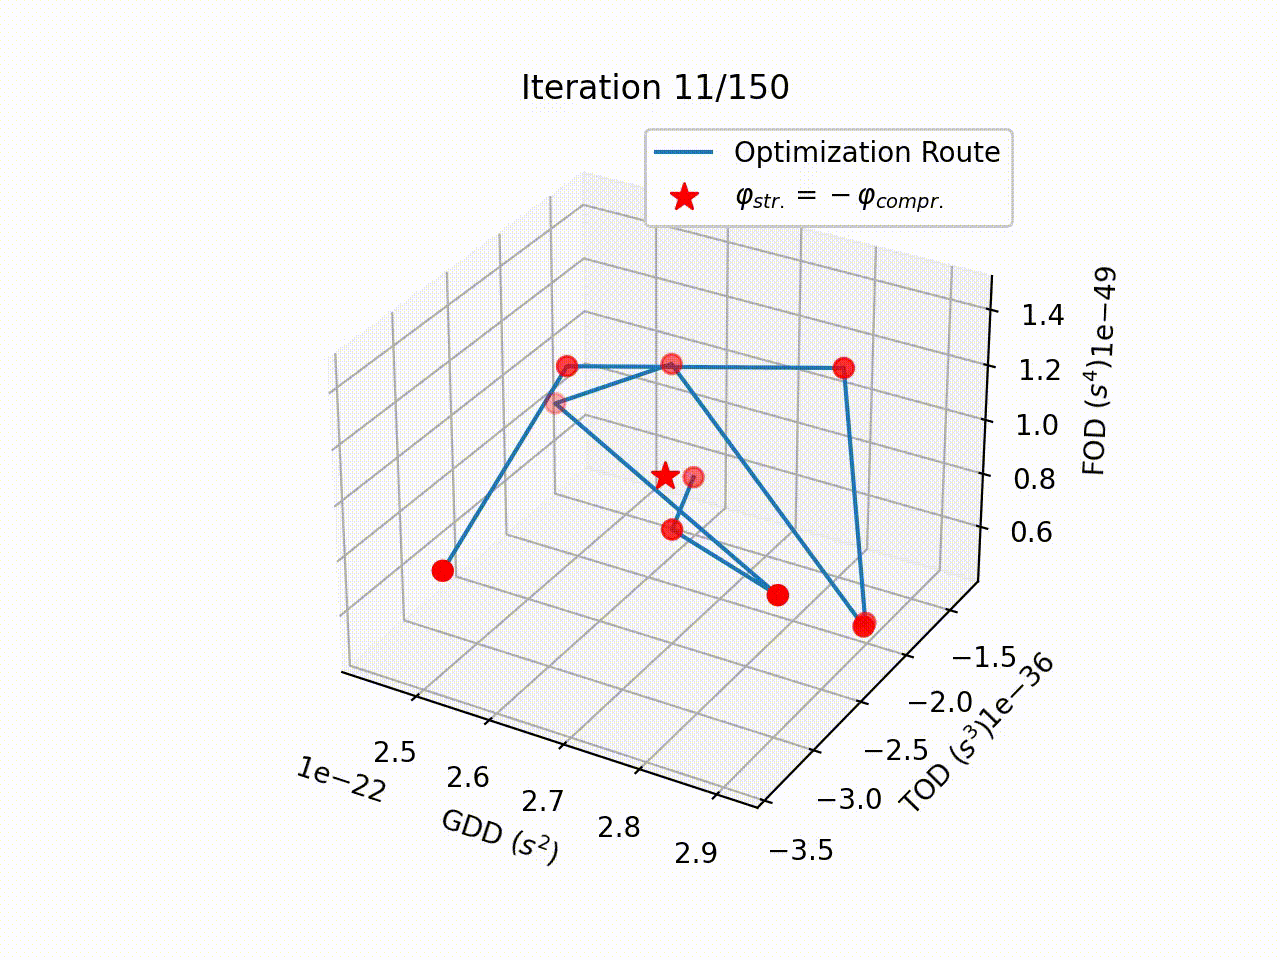 Iteration 11/150
Optimization Route
φstr. = − φcompr.
1.4
1.2
1.0
0.8
0.6
FOD (s⁴)1e−49
−1.5
−2.0
−2.5
−3.0
−3.5
TOD (s³)1e−36
2.5
2.6
2.7
2.8
2.9
1e−22
GDD (s²)